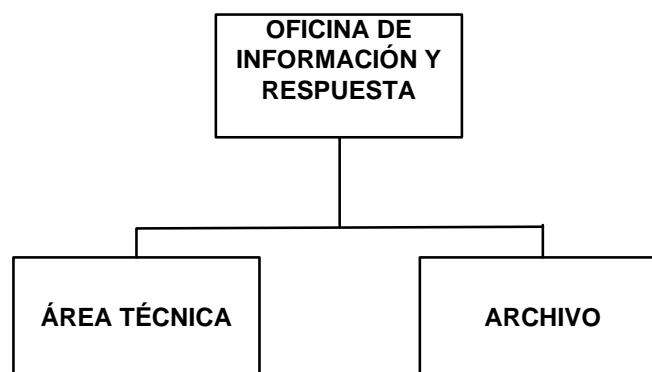 OFICINA DE
INFORMACIÓN Y
RESPUESTA
ÁREA TÉCNICA
ARCHIVO